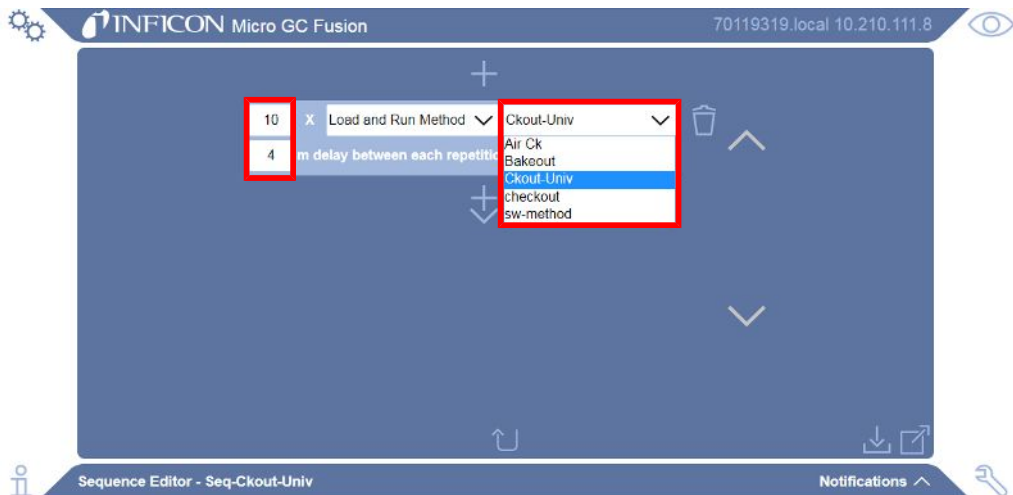 INFICON Micro GC Fusion
70119319.local 10.210.111.8
10 X Load and Run Method Ckout-Univ
4 m delay between each
Air Ck
Bakeout
Ckout-Univ
checkout
sw-method
Sequence Editor - Seq-Ckout-Univ
Notifications